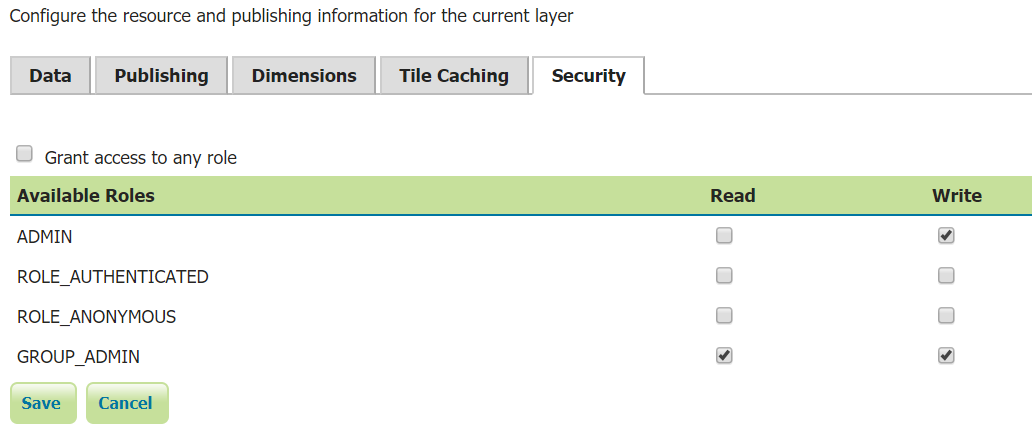 Configure the resource and publishing information for the current layer
Data Publishing Dimensions Tile Caching Security
Grant access to any role
Available Roles Read Write
ADMIN
ROLE_AUTHENTICATED
ROLE_ANONYMOUS
GROUP_ADMIN
Save Cancel